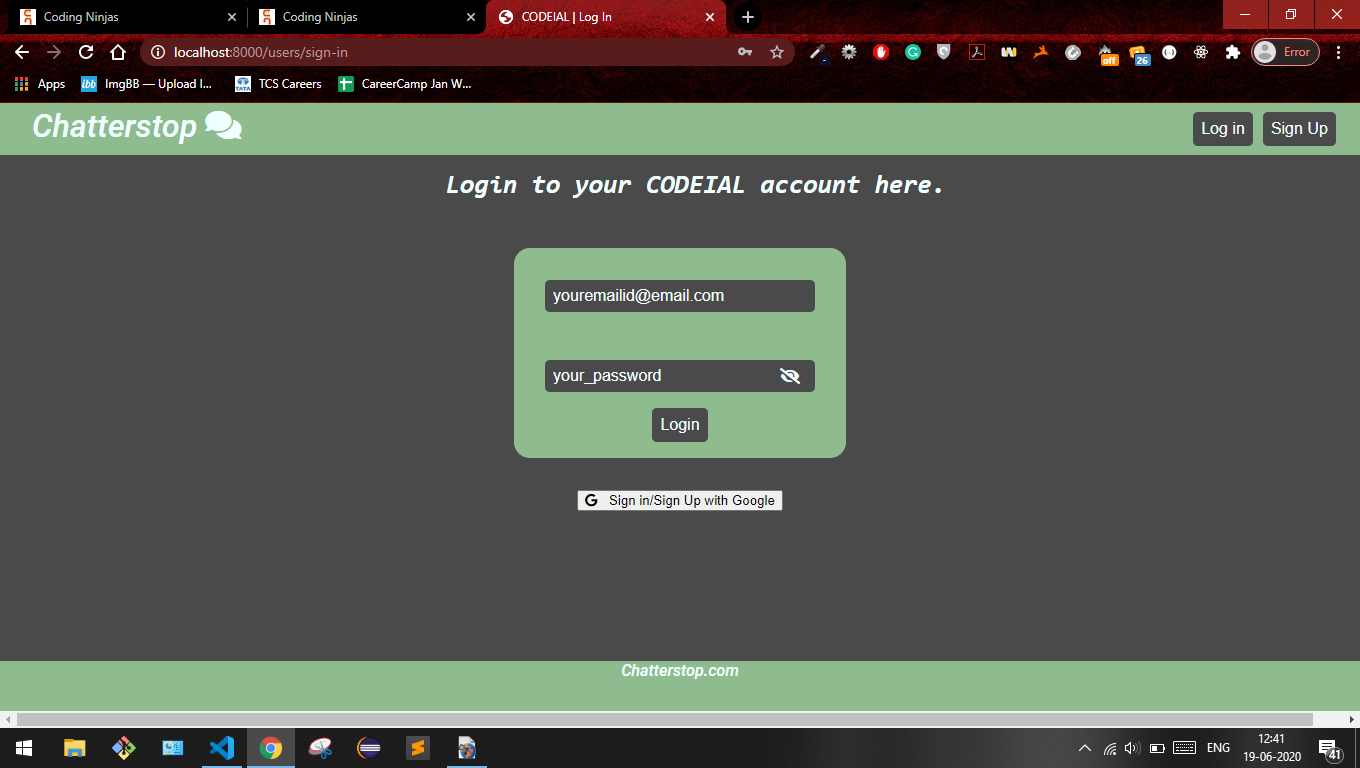 Coding Ninjas
Coding Ninjas
CODEIAL | Log In
localhost:8000/users/sign-in
off
26
Error
Apps
ibb
ImgBB — Upload I...
TATA
TCS Careers
CareerCamp Jan W...
Chatterstop
Log in
Sign Up
Login to your CODEIAL account here.
youremailid@email.com
your_password
Login
G
Sign in/Sign Up with Google
Chatterstop.com
ENG
12:41
19-06-2020
41